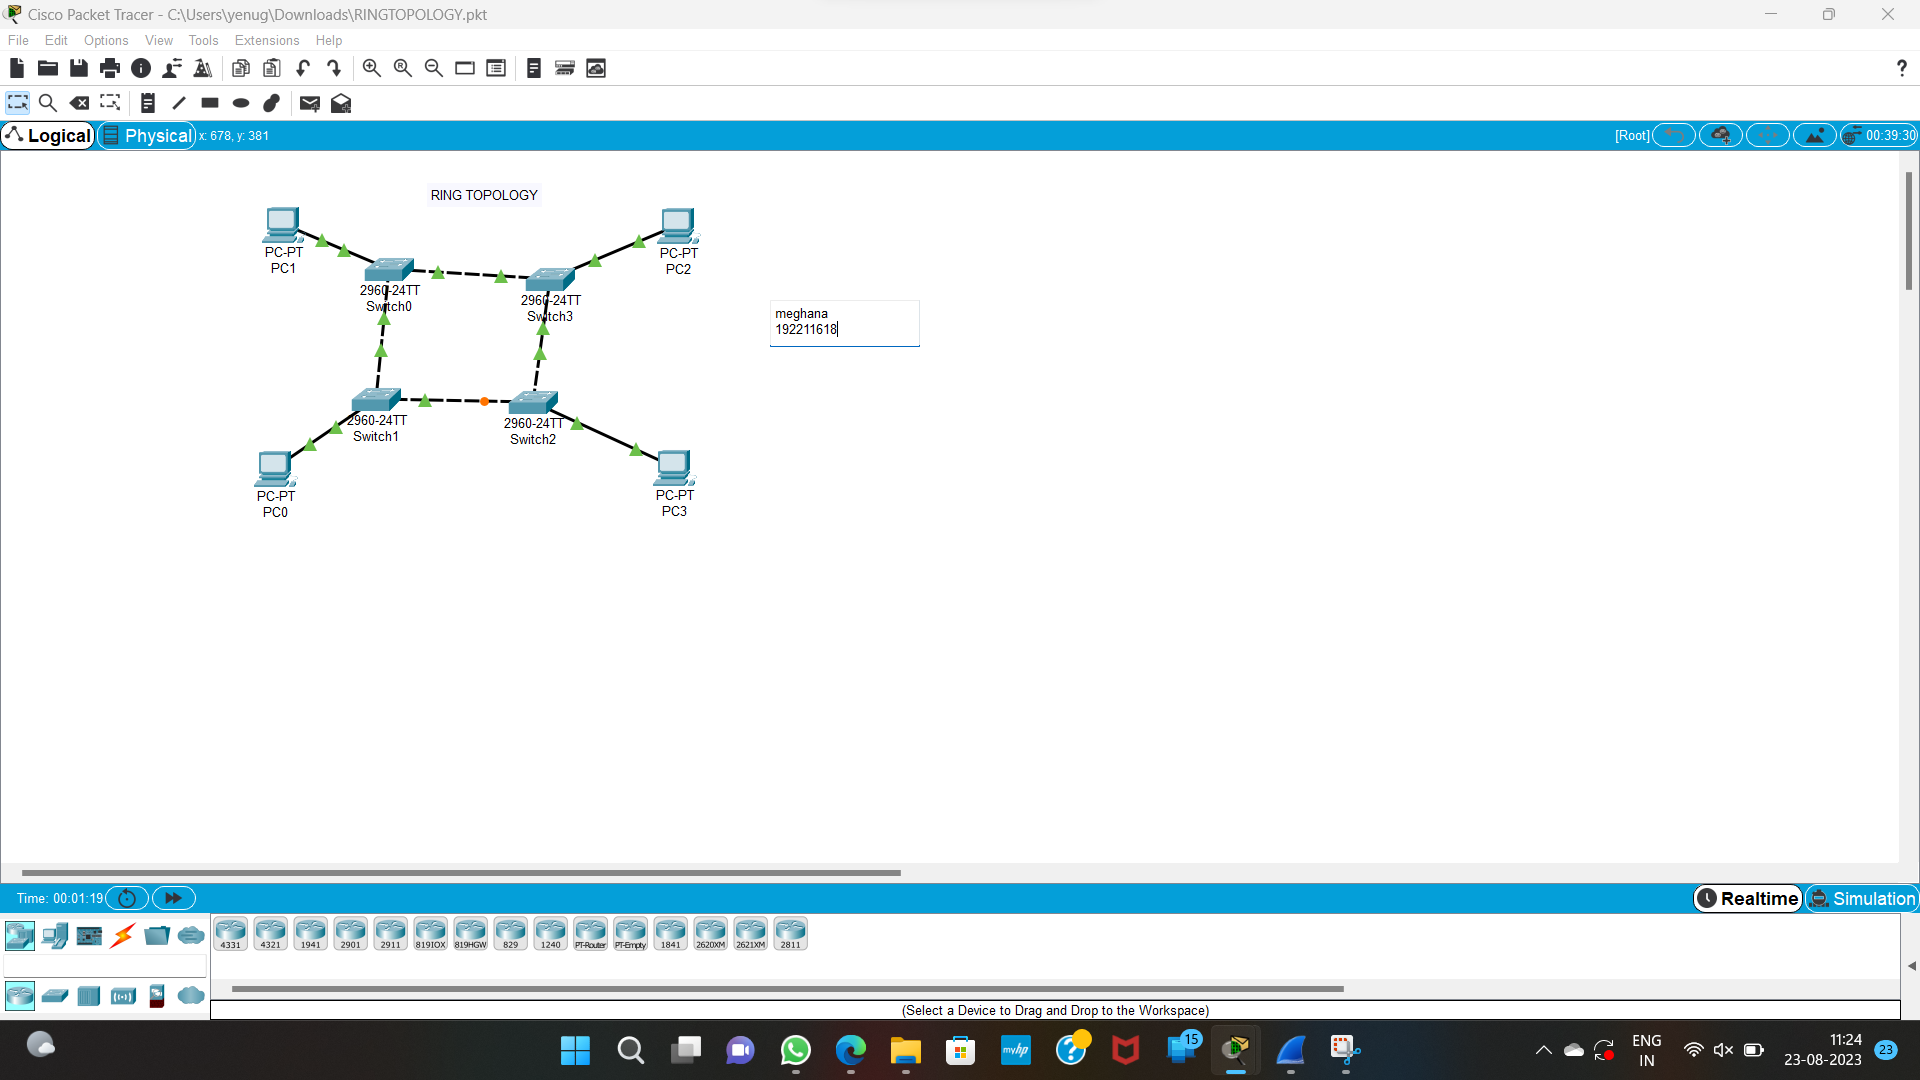 Cisco Packet Tracer - C:\Users\yenug\Downloads\RINGTOPOLOGY.pkt
File Edit Options View Tools Extensions Help
?
Logical Physical x: 678, y: 381 [Root] 00:39:30
RING TOPOLOGY
PC-PT
PC1
PC-PT
PC2
2960-24TT
Switch0
2960-24TT
Switch3
meghana
192211618
2960-24TT
Switch1
2960-24TT
Switch2
PC-PT
PC0
PC-PT
PC3
Time: 00:01:19 Realtime Simulation
4331 4321 1941 2901 2911 819IOX 819HGW 829 1240 PT-Router PT-Empty 1841 2620XM 2621XM 2811
(Select a Device to Drag and Drop to the Workspace)
myhp
?
15
ENG
IN
11:24
23-08-2023
23